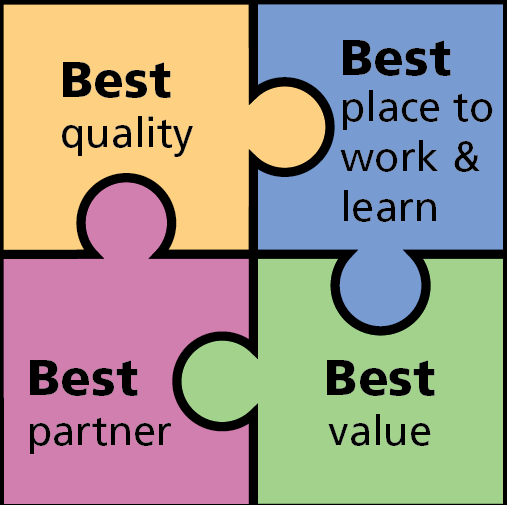 Best
quality
Best
place to
work &
learn
Best
partner
Best
value